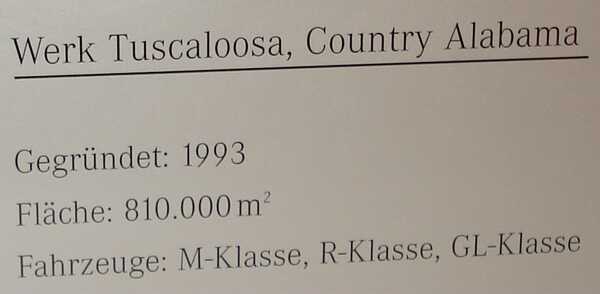 Werk Tuscaloosa, Country Alabama
Gegründet: 1993
Fläche: 810.000 m²
Fahrzeuge: M-Klasse, R-Klasse, GL-Klasse